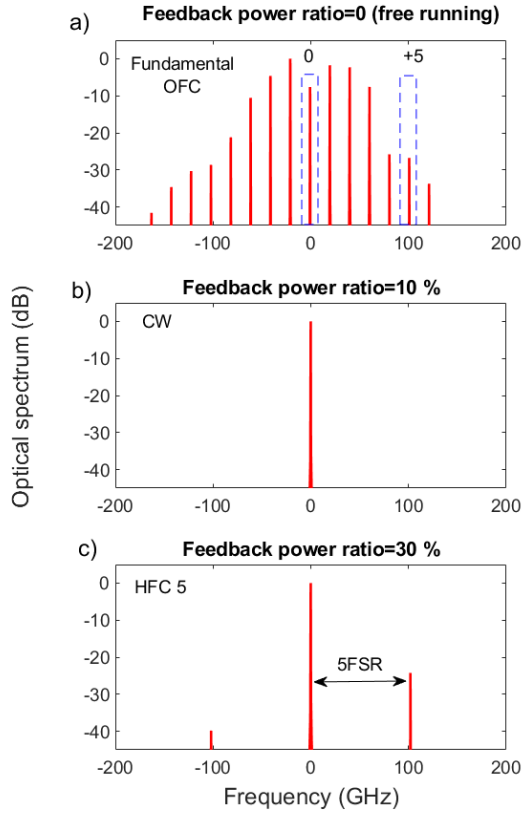 a)
Feedback power ratio=0 (free running)
0
-10
-20
-30
-40
Fundamental
OFC
0
+5
-200
-100
0
100
200
b)
Feedback power ratio=10 %
0
-10
-20
-30
-40
CW
-200
-100
0
100
200
c)
Feedback power ratio=30 %
0
-10
-20
-30
-40
HFC 5
5FSR
-200
-100
0
100
200
Optical spectrum (dB)
Frequency (GHz)